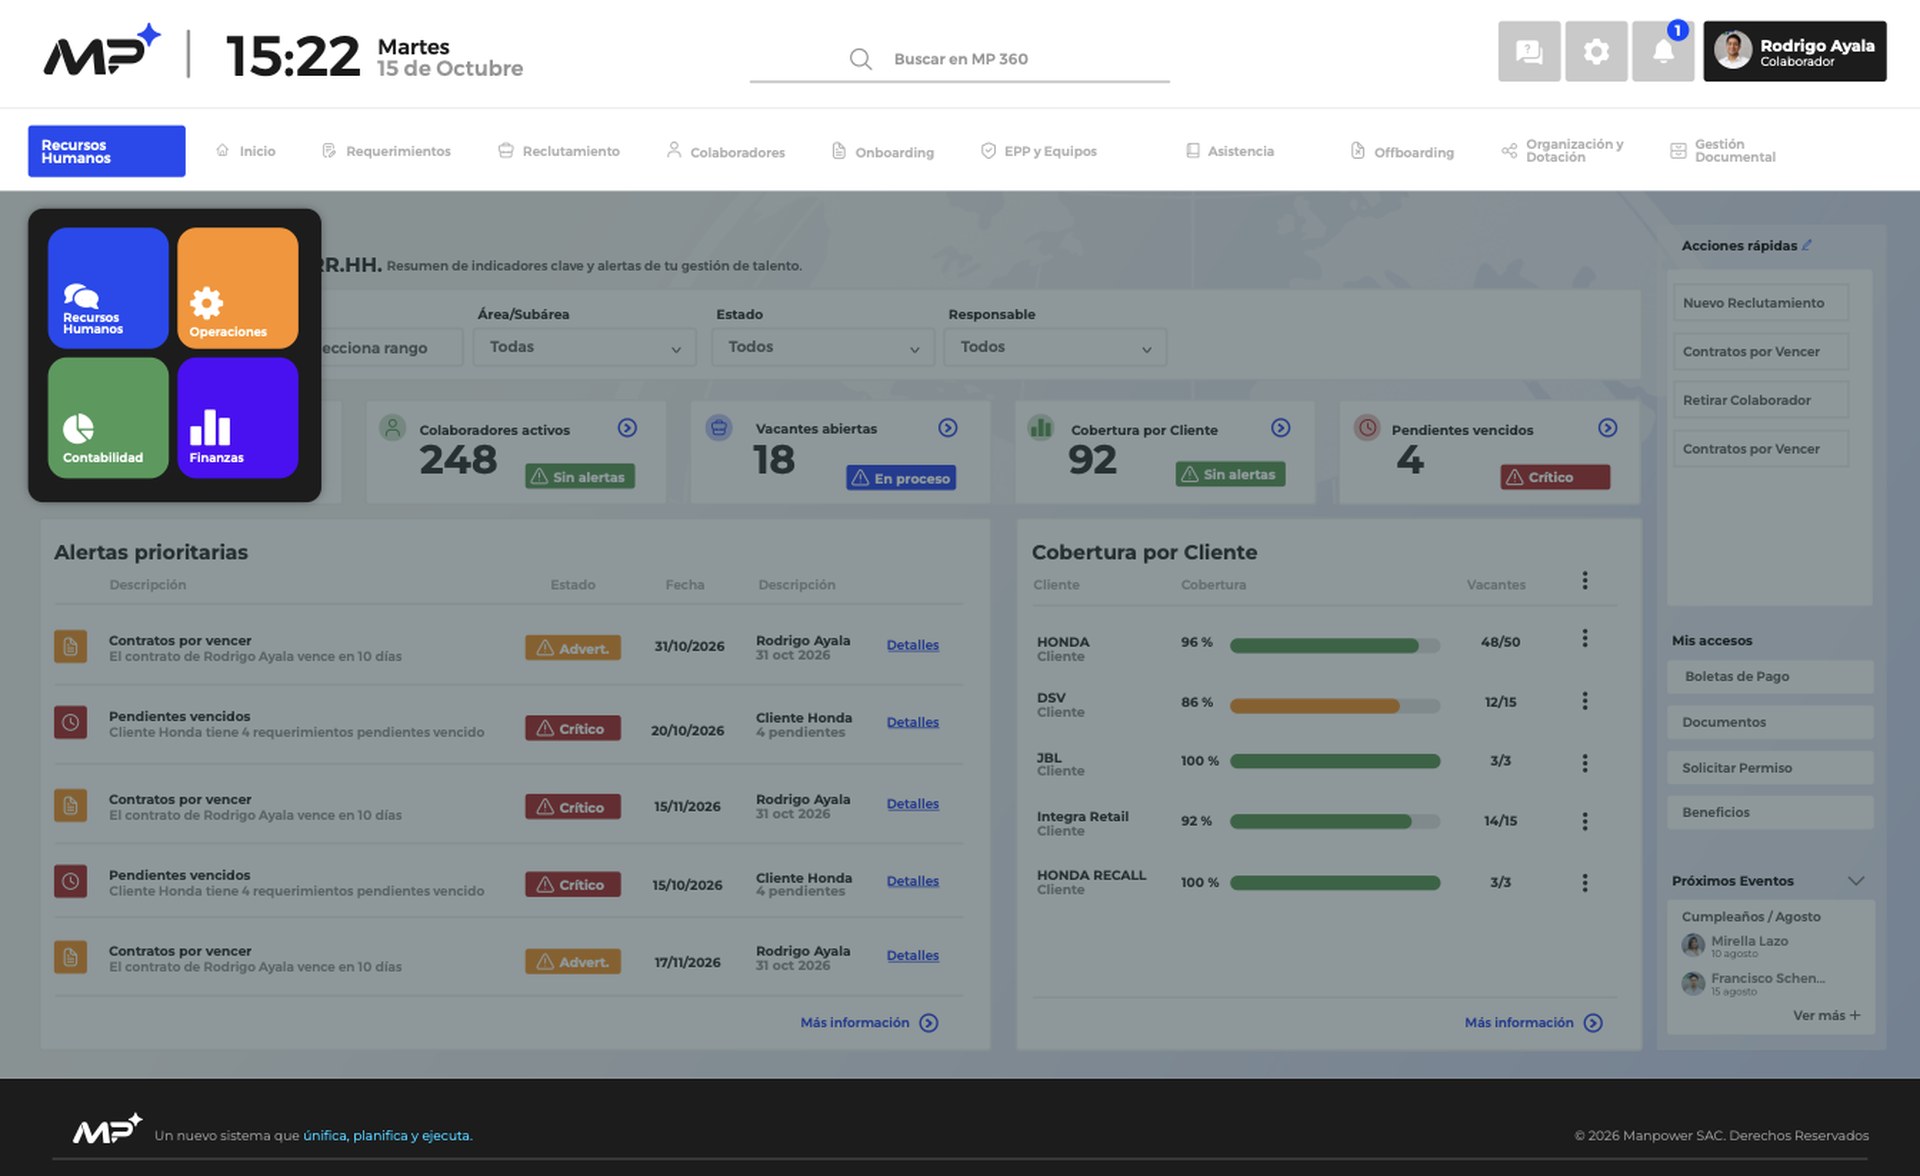 MP
15:22
Martes
15 de Octubre
Buscar en MP 360
1
Rodrigo Ayala
Colaborador
Recursos
Humanos
Inicio
Requerimientos
Reclutamiento
Colaboradores
Onboarding
EPP y Equipos
Asistencia
Offboarding
Organización y
Dotación
Gestión
Documental
Recursos
Humanos
Operaciones
Contabilidad
Finanzas
RR.HH. Resumen de indicadores clave y alertas de tu gestión de talento.
Área/Subárea
Estado
Responsable
ecciona rango
Todas
Todos
Todos
Colaboradores activos
248
Sin alertas
Vacantes abiertas
18
En proceso
Cobertura por Cliente
92
Sin alertas
Pendientes vencidos
4
Crítico
Alertas prioritarias
Descripción Estado Fecha Descripción
Contratos por vencer
El contrato de Rodrigo Ayala vence en 10 días
Advert.
31/10/2026
Rodrigo Ayala
31 oct 2026
Detalles
Pendientes vencidos
Cliente Honda tiene 4 requerimientos pendientes vencido
Crítico
20/10/2026
Cliente Honda
4 pendientes
Detalles
Contratos por vencer
El contrato de Rodrigo Ayala vence en 10 días
Crítico
15/11/2026
Rodrigo Ayala
31 oct 2026
Detalles
Pendientes vencidos
Cliente Honda tiene 4 requerimientos pendientes vencido
Crítico
15/10/2026
Cliente Honda
4 pendientes
Detalles
Contratos por vencer
El contrato de Rodrigo Ayala vence en 10 días
Advert.
17/11/2026
Rodrigo Ayala
31 oct 2026
Detalles
Más información
Cobertura por Cliente
Cliente Cobertura Vacantes
HONDA
Cliente
96 %
48/50
DSV
Cliente
86 %
12/15
JBL
Cliente
100 %
3/3
Integra Retail
Cliente
92 %
14/15
HONDA RECALL
Cliente
100 %
3/3
Más información
Acciones rápidas
Nuevo Reclutamiento
Contratos por Vencer
Retirar Colaborador
Contratos por Vencer
Mis accesos
Boletas de Pago
Documentos
Solicitar Permiso
Beneficios
Próximos Eventos
Cumpleaños / Agosto
Mirella Lazo
10 agosto
Francisco Schen...
15 agosto
Ver más +
MP
Un nuevo sistema que únifica, planifica y ejecuta.
© 2026 Manpower SAC. Derechos Reservados